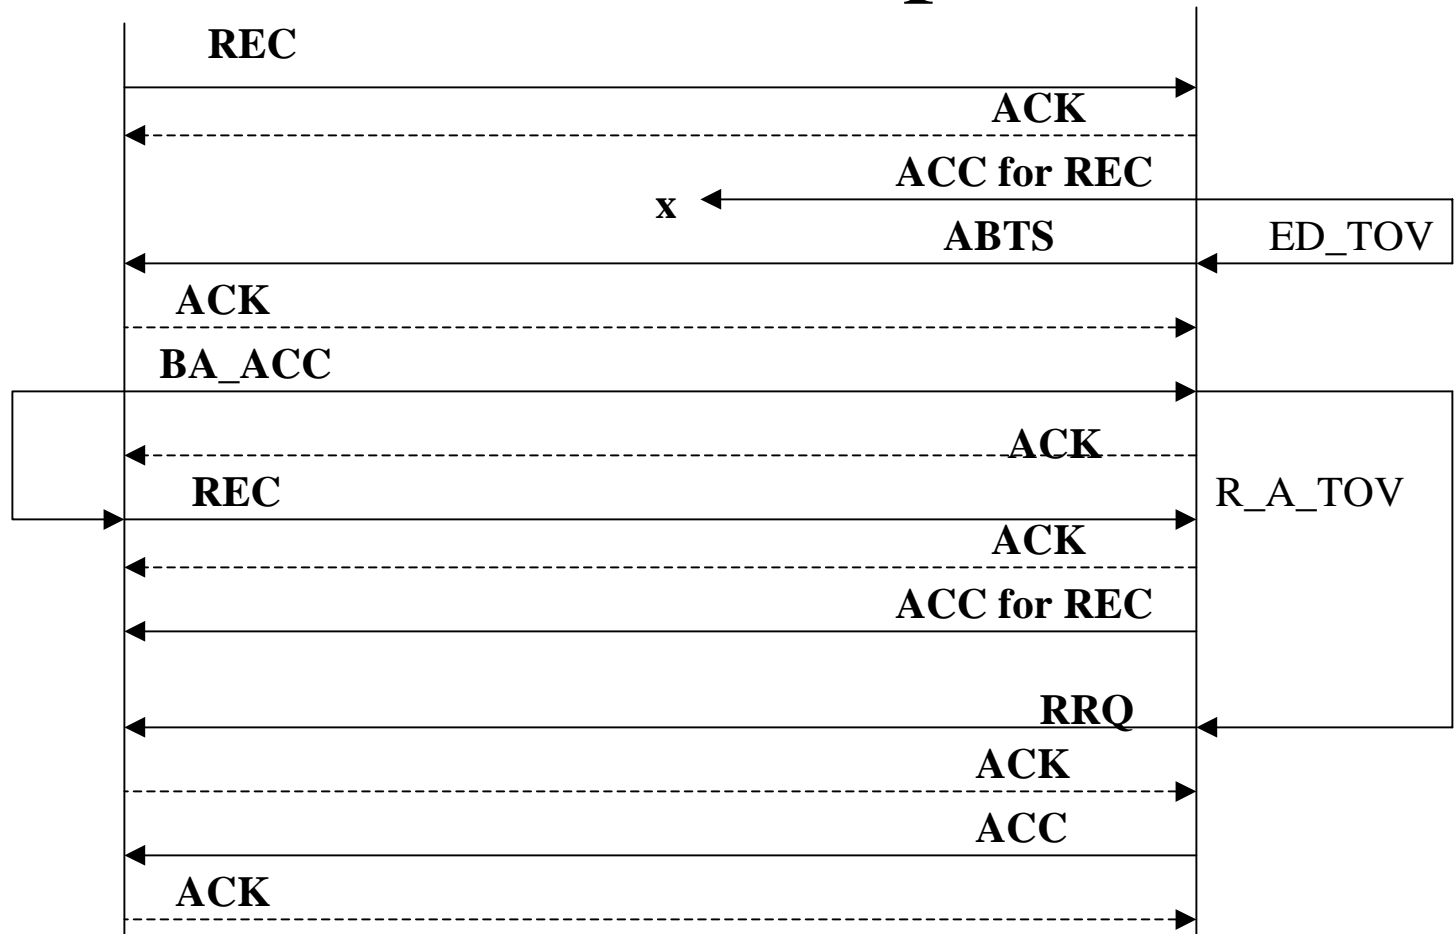 REC
ACK
ACC for REC
x
ABTS
ED_TOV
ACK
BA_ACC
ACK
REC
R_A_TOV
ACK
ACC for REC
RRQ
ACK
ACC
ACK